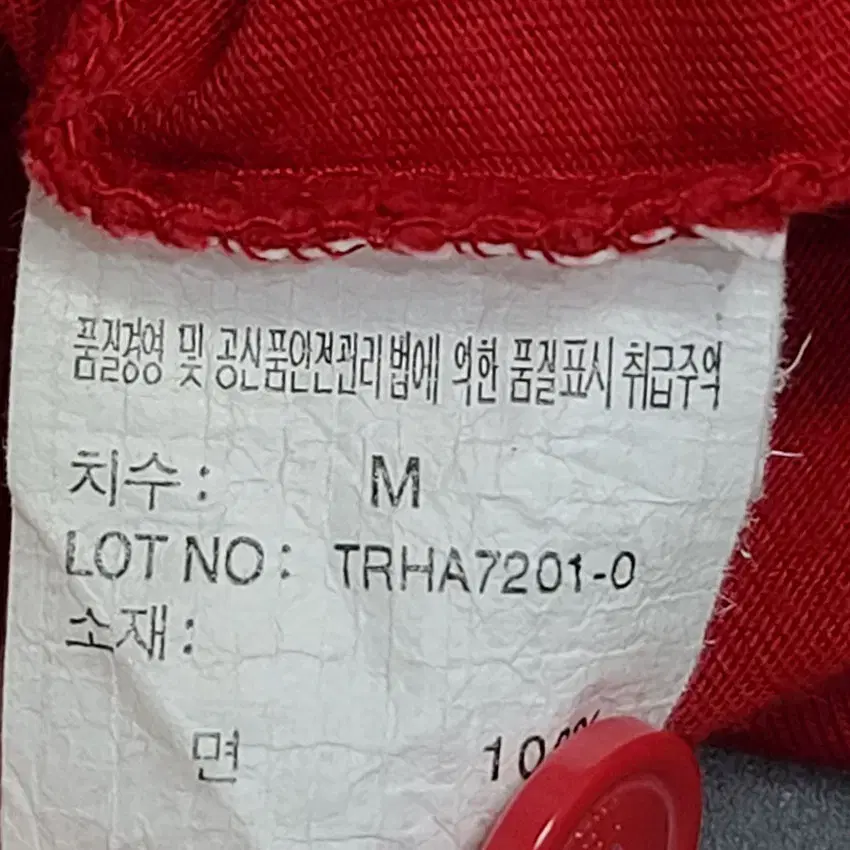 품질경영 및 공산품안전관리법에 의한 품질표시 취급주의
치수 : M
LOT NO : TRHA7201-0
소재 :
면 100%